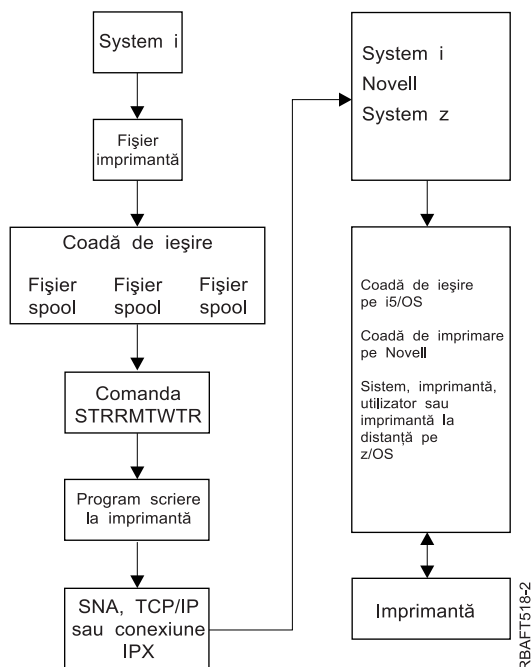 System i
Fişier
imprimantă
Coadă de ieşire
Fişier Fişier Fişier
spool spool spool
Comanda
STRRMTWTR
Program scriere
la imprimantă
SNA, TCP/IP
sau conexiune
IPX
System i
Novell
System z
Coadă de ieşire
pe i5/OS
Coadă de imprimare
pe Novell
Sistem, imprimantă,
utilizator sau
imprimantă la
distanţă pe
z/OS
Imprimantă
RBAFT518-2